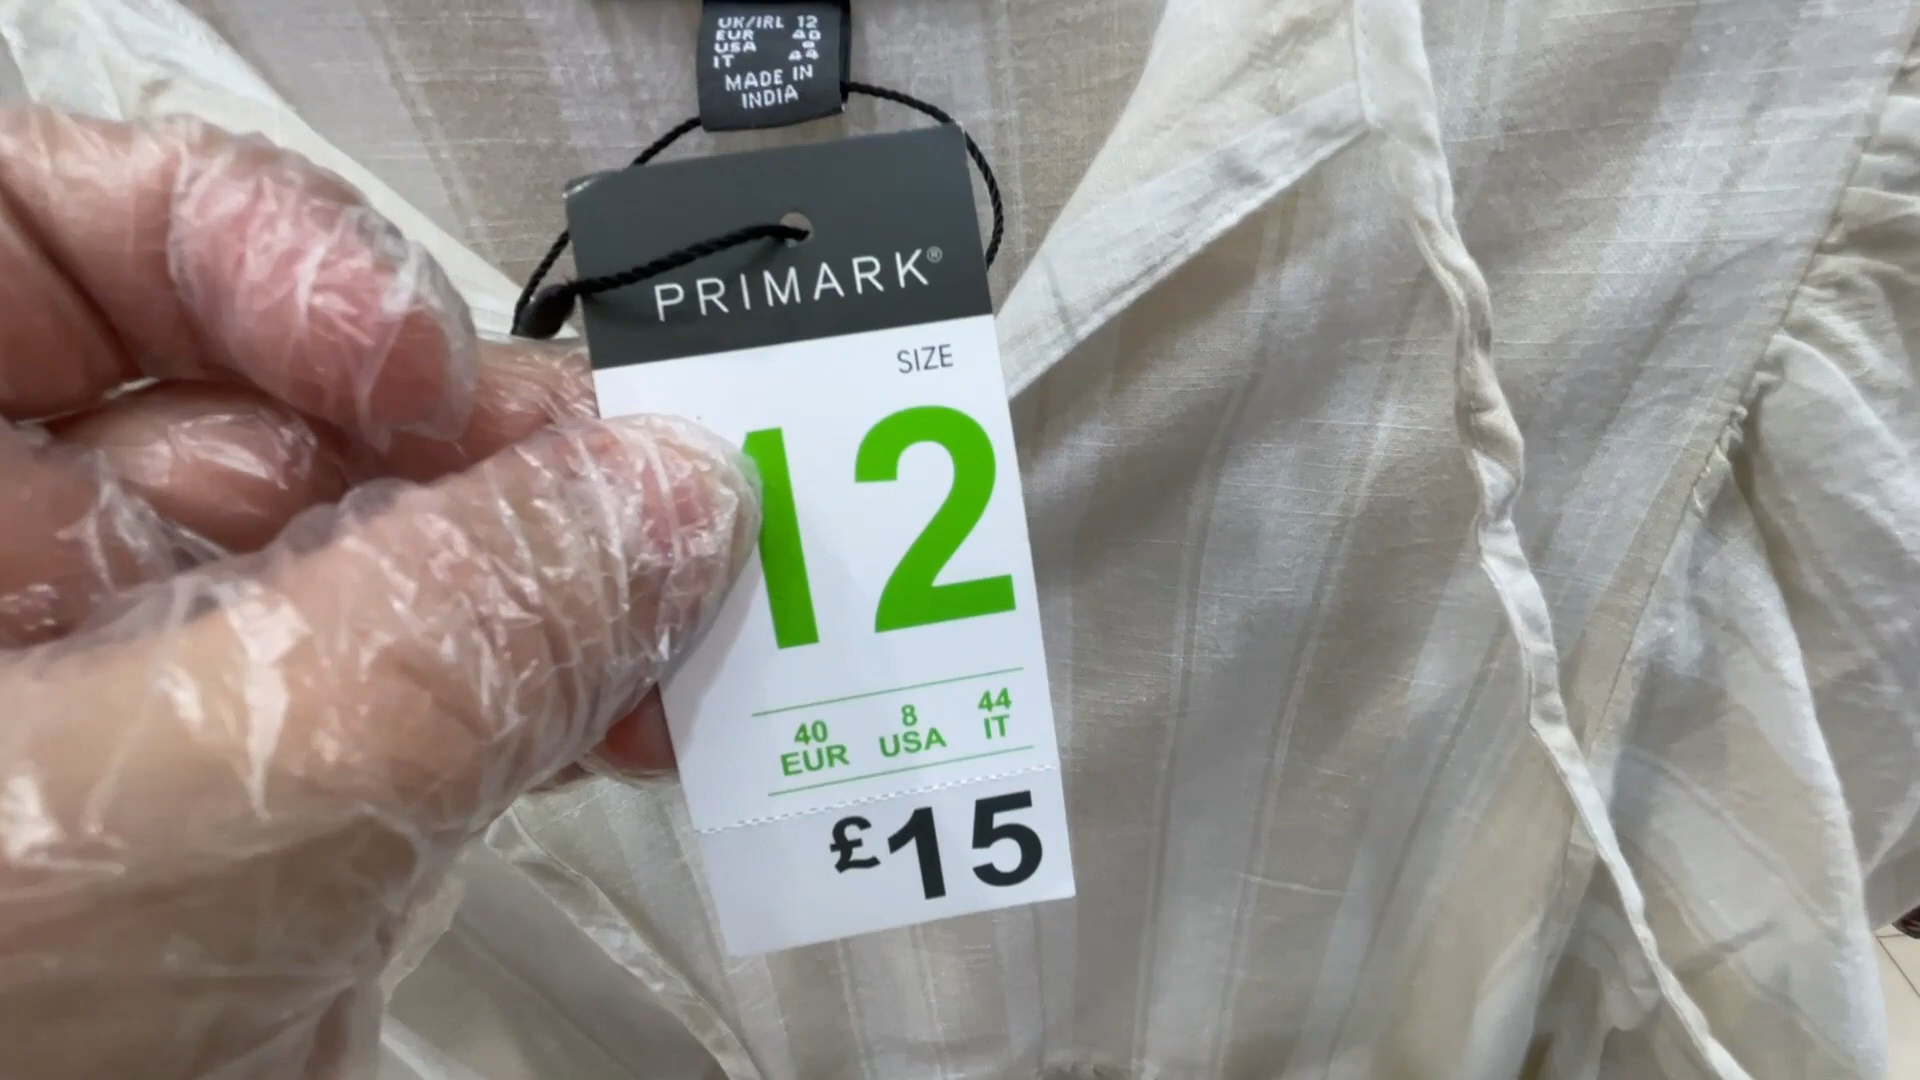 UK/IRL 12
EUR 40
USA 8
IT 44
MADE IN
INDIA
PRIMARK®
SIZE
12
40 8 44
EUR USA IT
£15